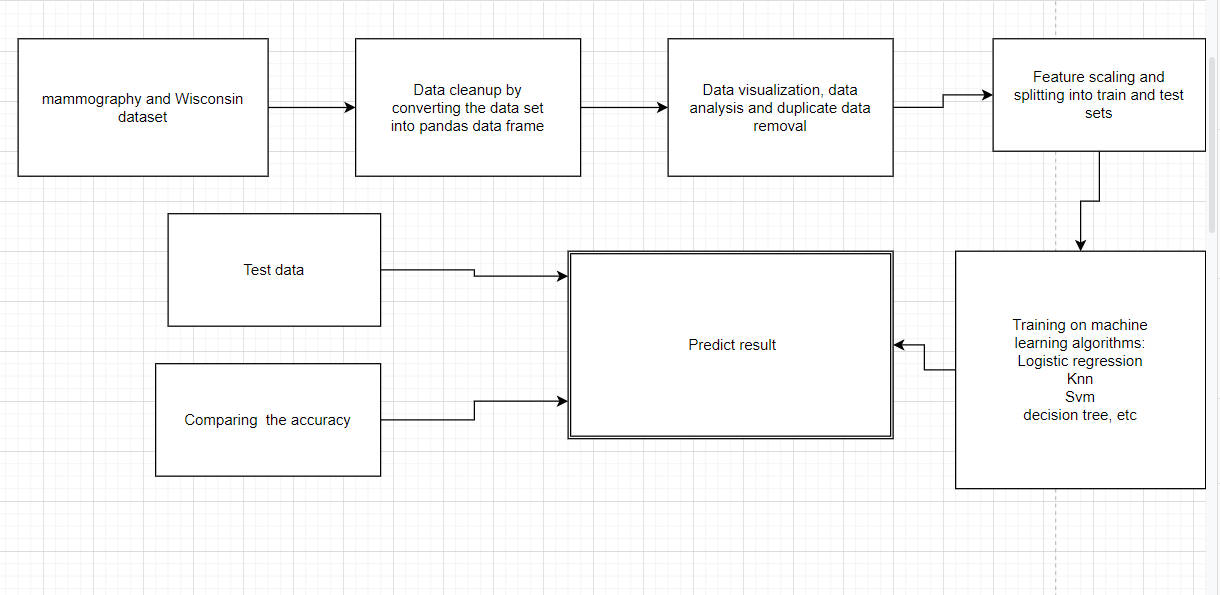 mammography and Wisconsin
dataset
Data cleanup by
converting the data set
into pandas data frame
Data visualization, data
analysis and duplicate data
removal
Feature scaling and
splitting into train and test
sets
Test data
Predict result
Training on machine
learning algorithms:
Logistic regression
Knn
Svm
decision tree, etc
Comparing  the accuracy